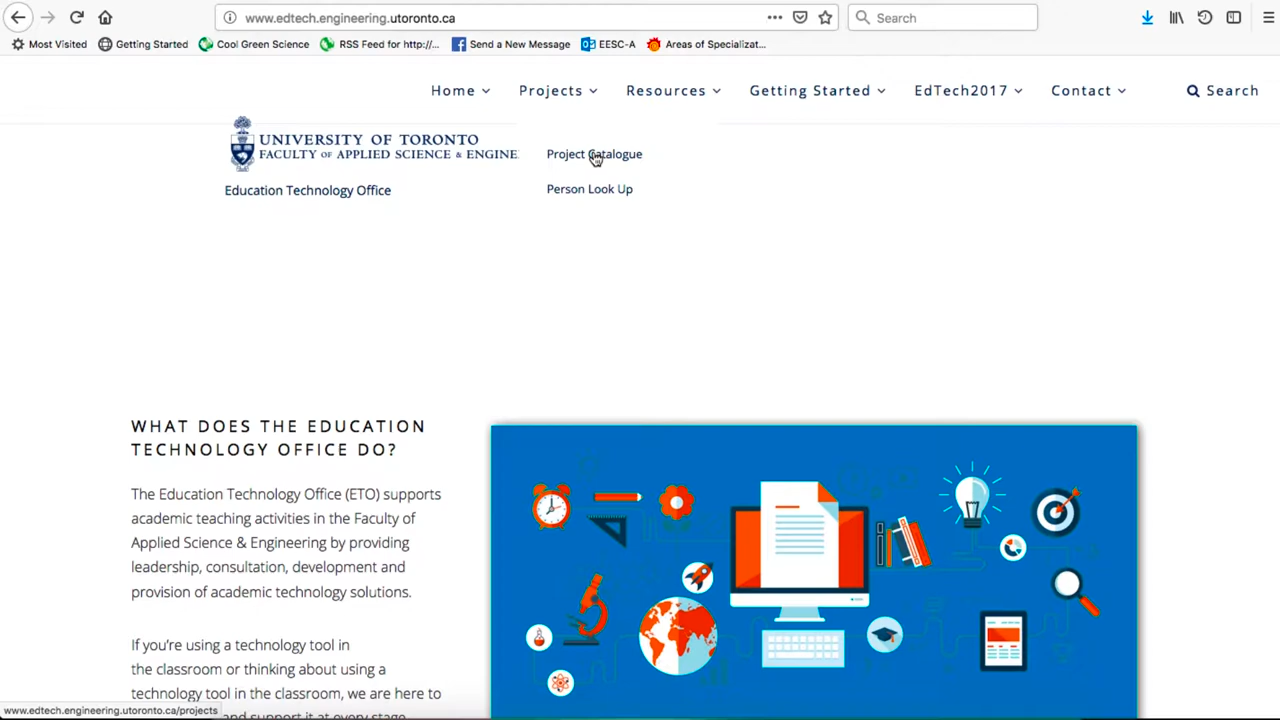 www.edtech.engineering.utoronto.ca
Search
Most Visited
Getting Started
Cool Green Science
RSS Feed for http://...
Send a New Message
EESC-A
Areas of Specializat...
Home
Projects
Resources
Getting Started
EdTech2017
Contact
Search
UNIVERSITY OF TORONTO
FACULTY OF APPLIED SCIENCE & ENGINE
Education Technology Office
Project Catalogue
Person Look Up
WHAT DOES THE EDUCATION
TECHNOLOGY OFFICE DO?
The Education Technology Office (ETO) supports
academic teaching activities in the Faculty of
Applied Science & Engineering by providing
leadership, consultation, development and
provision of academic technology solutions.
If you're using a technology tool in
the classroom or thinking about using a
technology tool in the classroom, we are here to
and support it at every stage
www.edtech.engineering.utoronto.ca/projects